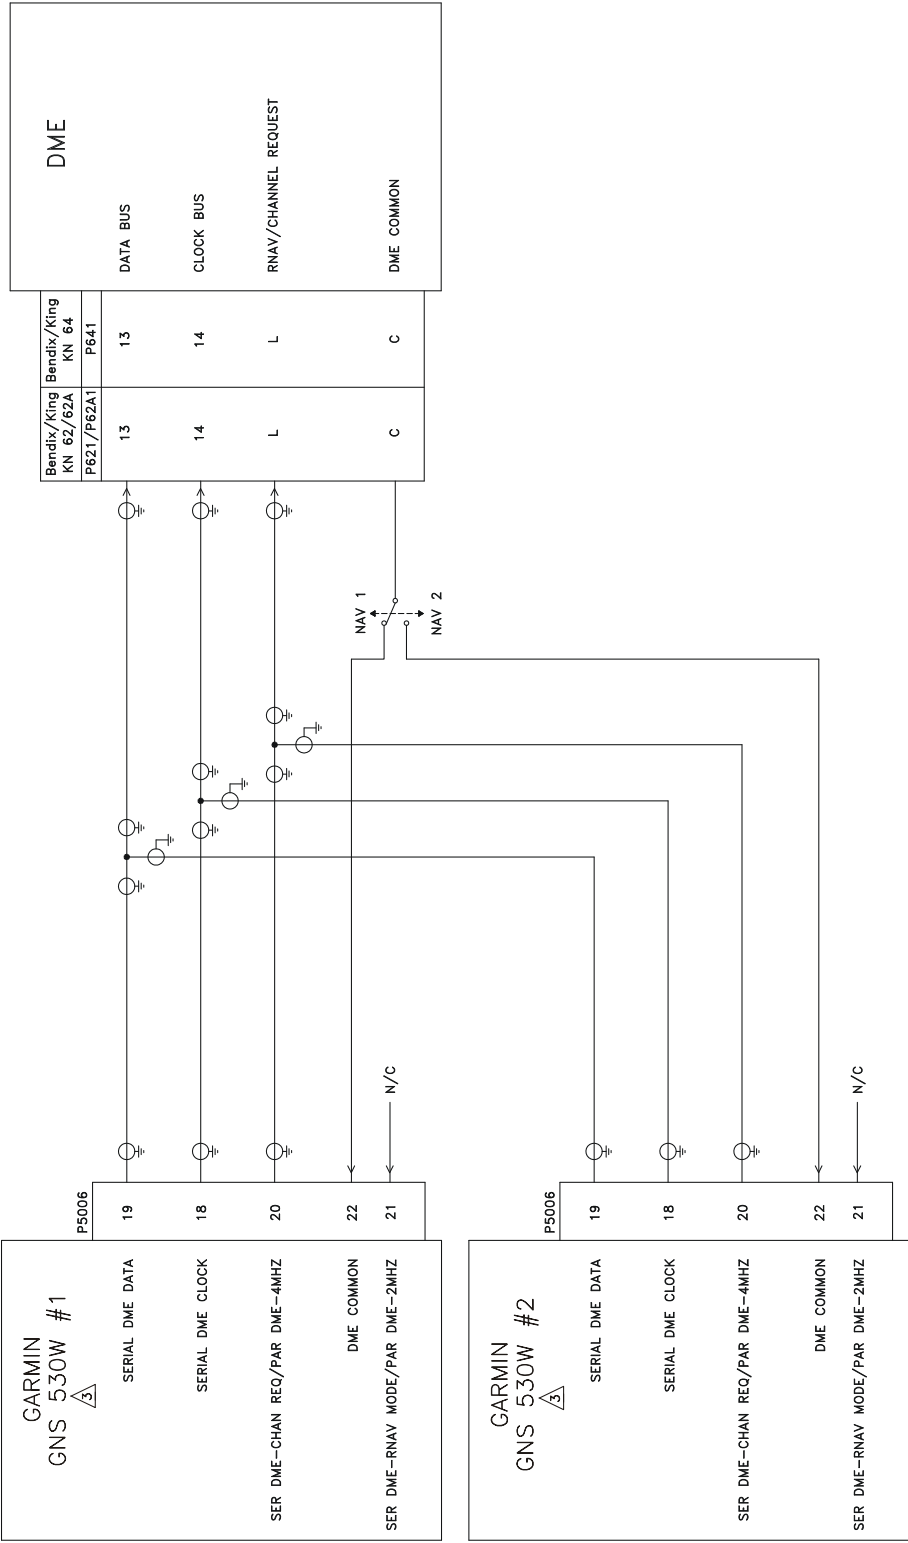 GARMIN
GNS 530W #1
3
P5006
SERIAL DME DATA 19
SERIAL DME CLOCK 18
SER DME-CHAN REQ/PAR DME-4MHZ 20
DME COMMON 22
SER DME-RNAV MODE/PAR DME-2MHZ 21
N/C
GARMIN
GNS 530W #2
3
P5006
SERIAL DME DATA 19
SERIAL DME CLOCK 18
SER DME-CHAN REQ/PAR DME-4MHZ 20
DME COMMON 22
SER DME-RNAV MODE/PAR DME-2MHZ 21
N/C
NAV 1
NAV 2
Bendix/King
KN 62/62A
P621/P62A1
13
14
L
C
Bendix/King
KN 64
P641
13
14
L
C
DME
DATA BUS
CLOCK BUS
RNAV/CHANNEL REQUEST
DME COMMON